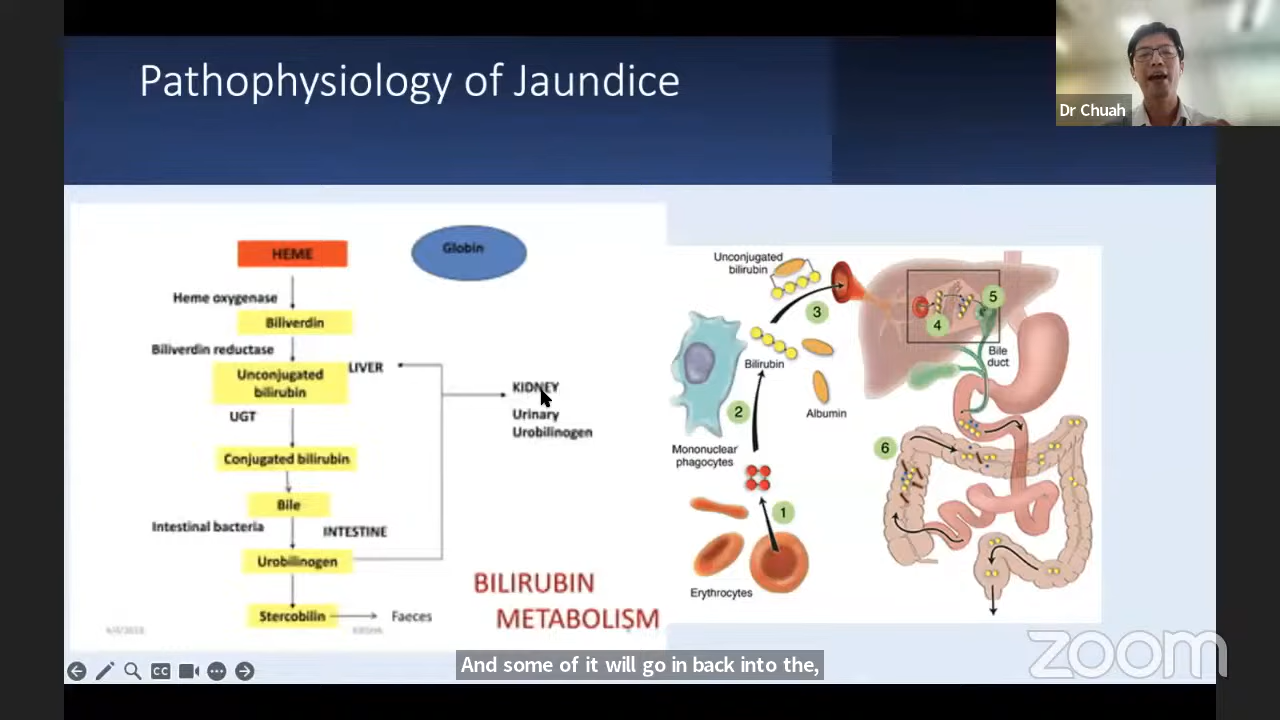 Pathophysiology of Jaundice
Dr Chuah
HEME
Globin
Heme oxygenase
Biliverdin
Biliverdin reductase
LIVER
Unconjugated
bilirubin
UGT
KIDNEY
Urinary
Urobilinogen
Conjugated bilirubin
Bile
Intestinal bacteria
INTESTINE
Urobilinogen
Stercobilin
Faeces
BILIRUBIN
METABOLISM
Unconjugated
bilirubin
3
5
4
Bilirubin
Bile
duct
2
Albumin
Mononuclear
phagocytes
6
1
Erythrocytes
And some of it will go in back into the,
CC
zoom